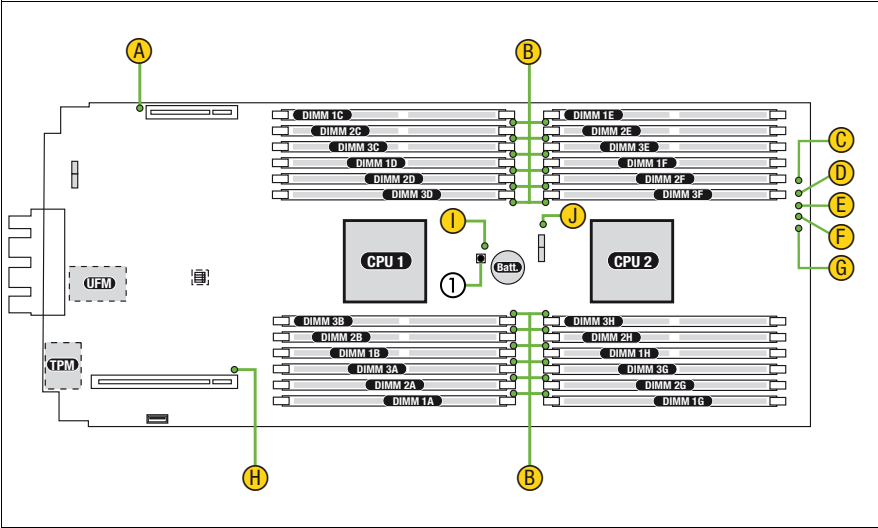 A B
DIMM 1C DIMM 1E
DIMM 2C DIMM 2E
DIMM 3C DIMM 3E C
DIMM 1D DIMM 1F
DIMM 2D DIMM 2F D
DIMM 3D DIMM 3F
E
I J
F
CPU 1 Batt. CPU 2
G
UFM 1
DIMM 3B DIMM 3H
DIMM 2B DIMM 2H
DIMM 1B DIMM 1H
TPM DIMM 3A DIMM 3G
DIMM 2A DIMM 2G
DIMM 1A DIMM 1G
H B